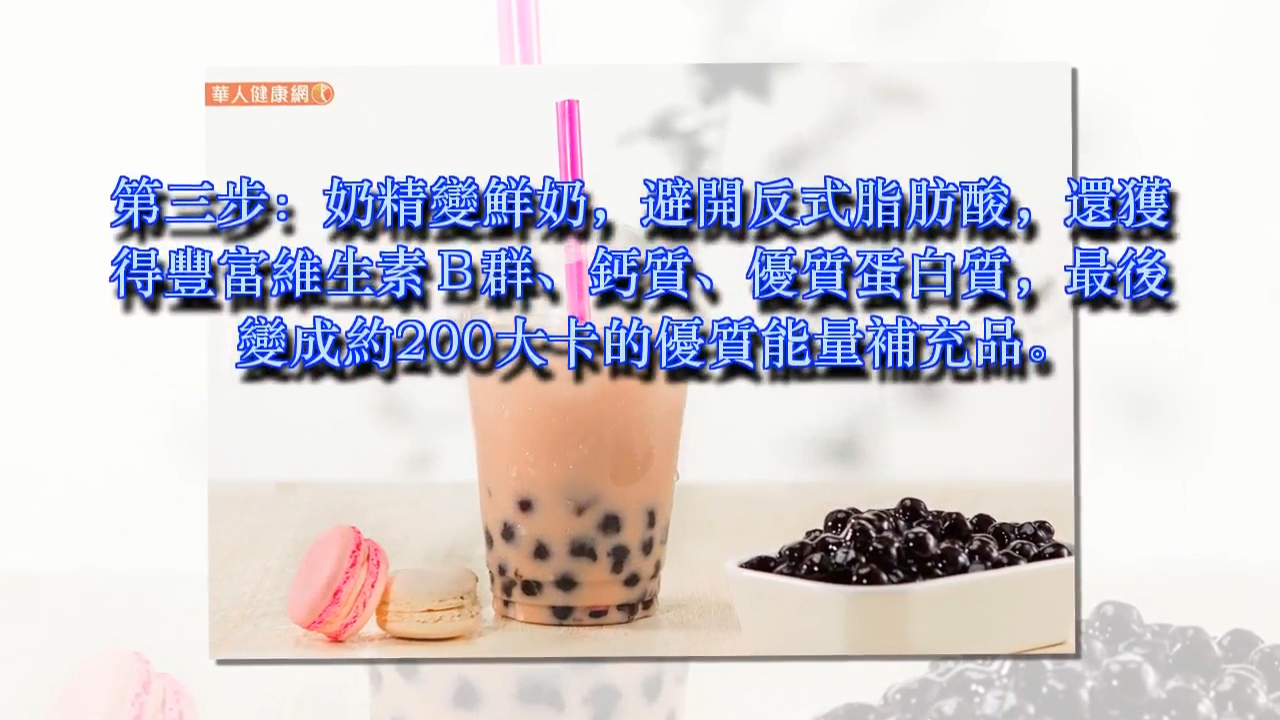 華人健康網
第三步：奶精變鮮奶，避開反式脂肪酸，還獲
得豐富維生素Ｂ群、鈣質、優質蛋白質，最後
變成約200大卡的優質能量補充品。